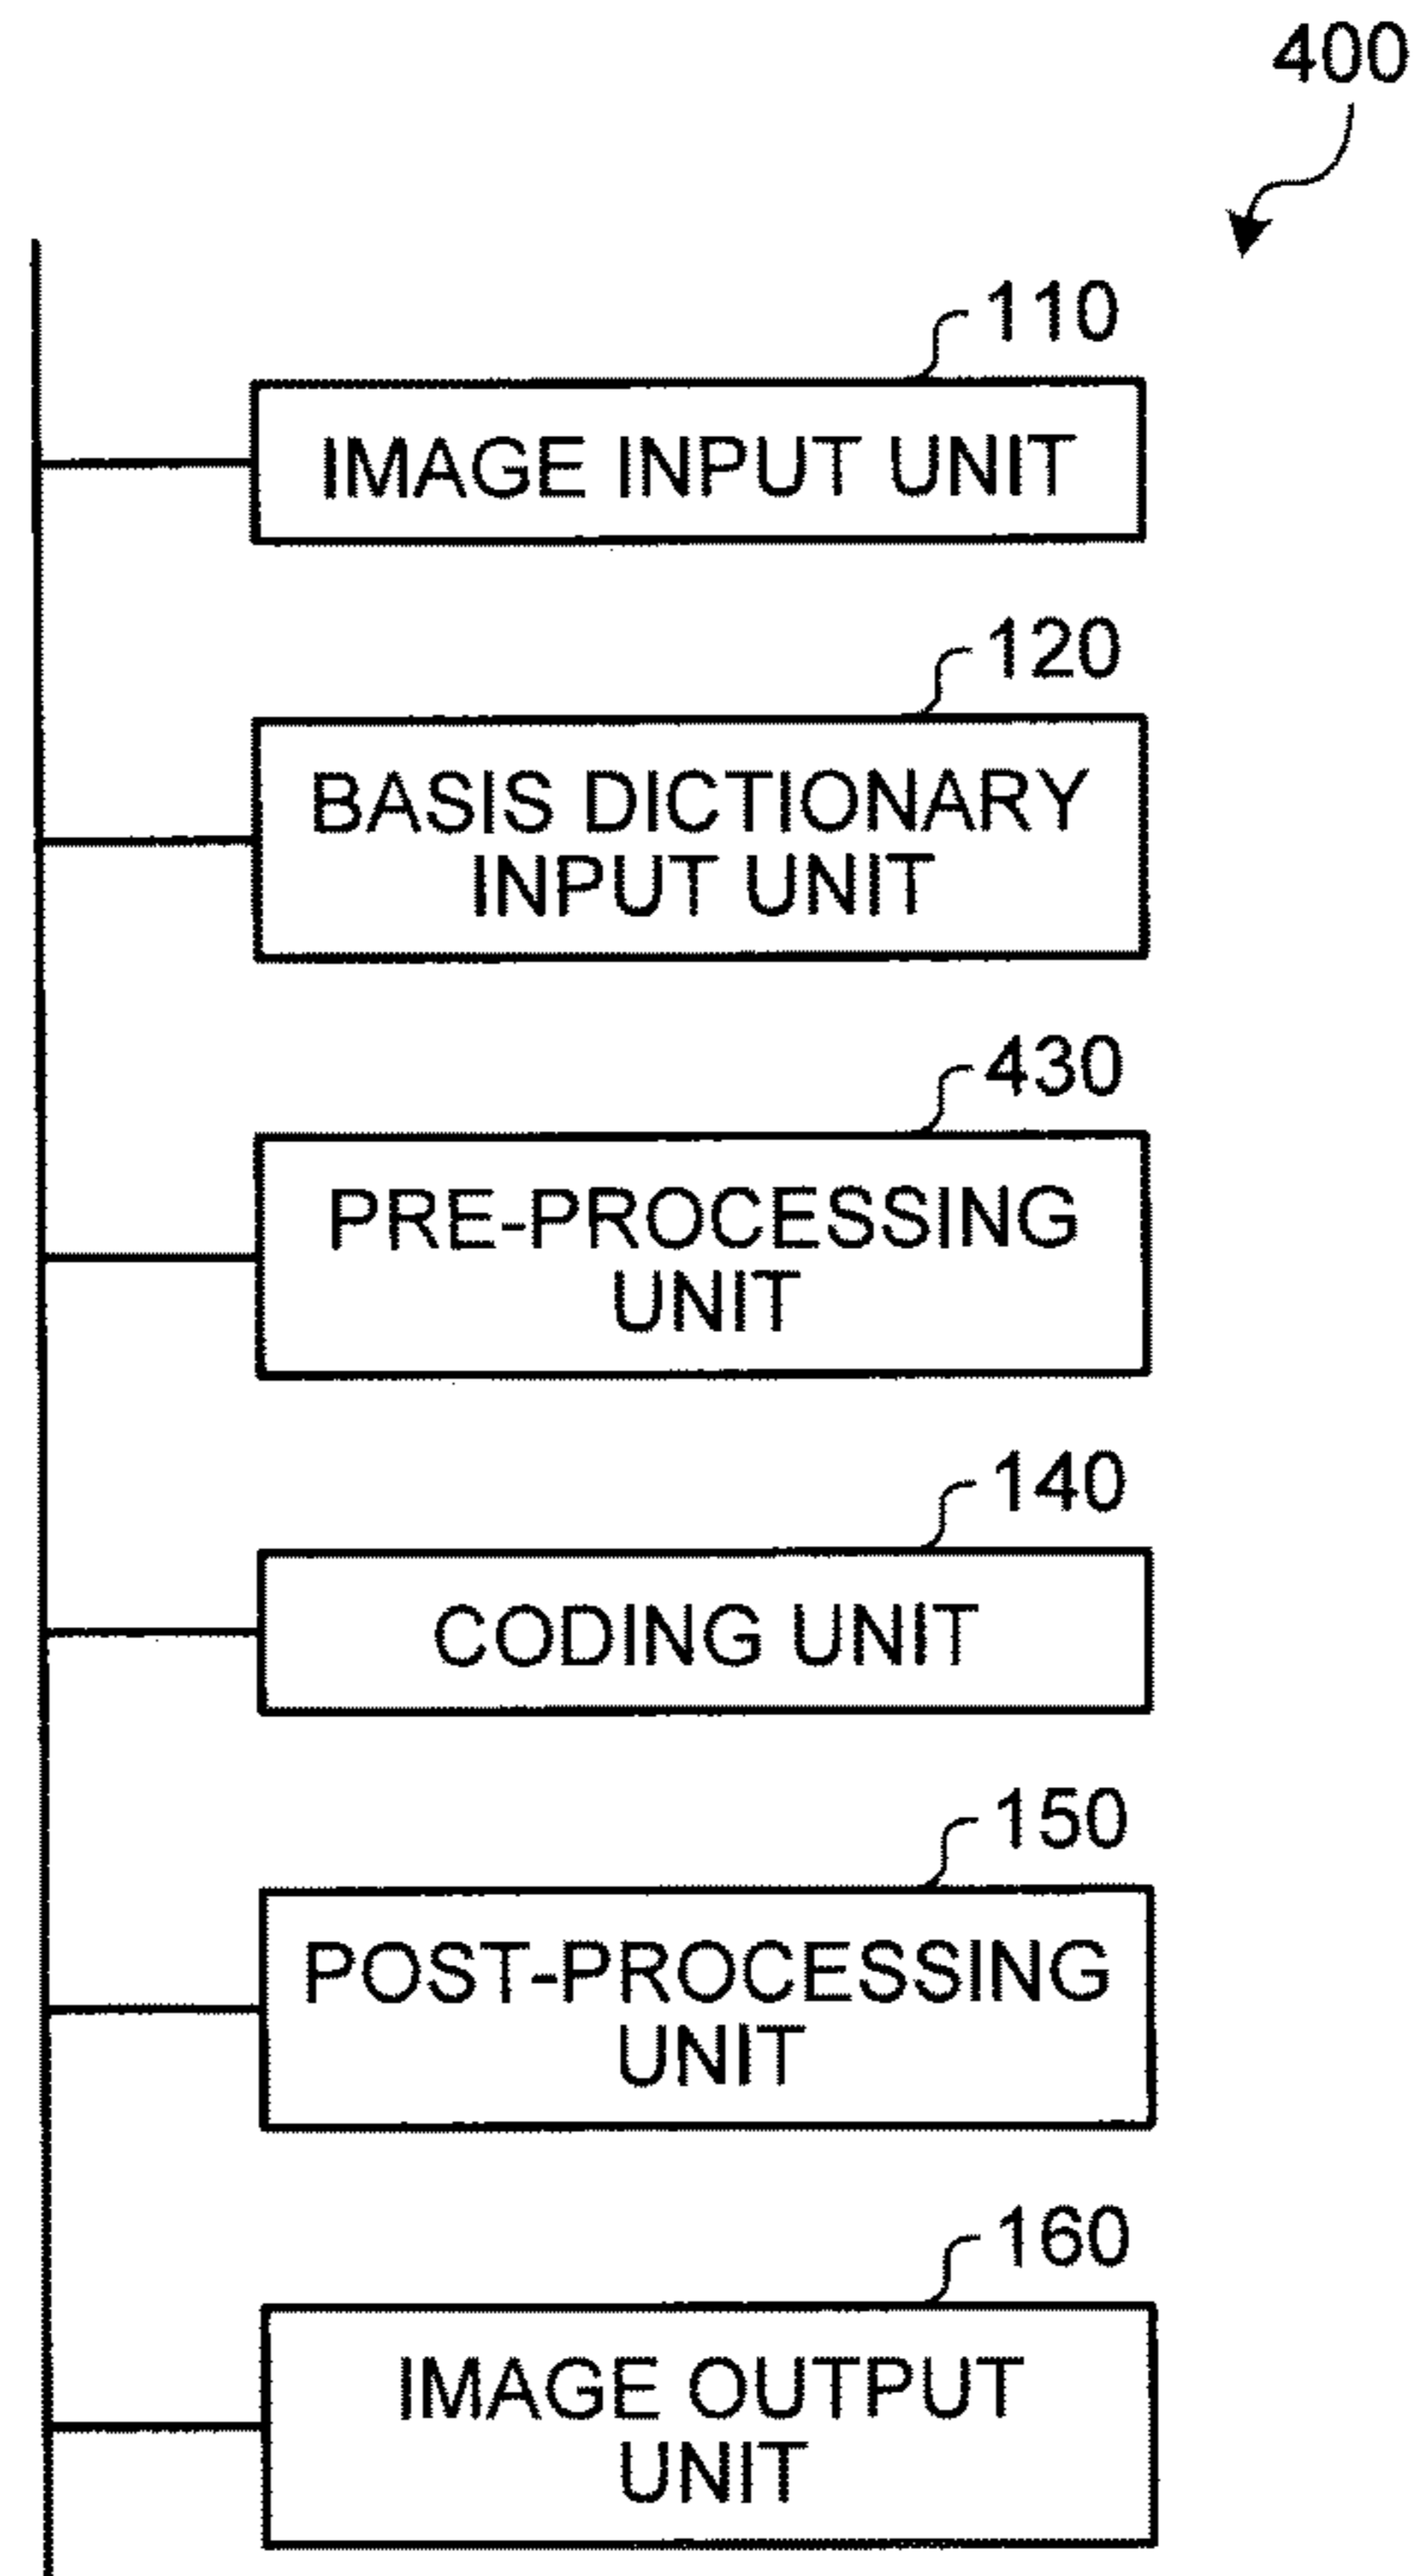 400
110
IMAGE INPUT UNIT
120
BASIS DICTIONARY
INPUT UNIT
430
PRE-PROCESSING
UNIT
140
CODING UNIT
150
POST-PROCESSING
UNIT
160
IMAGE OUTPUT
UNIT